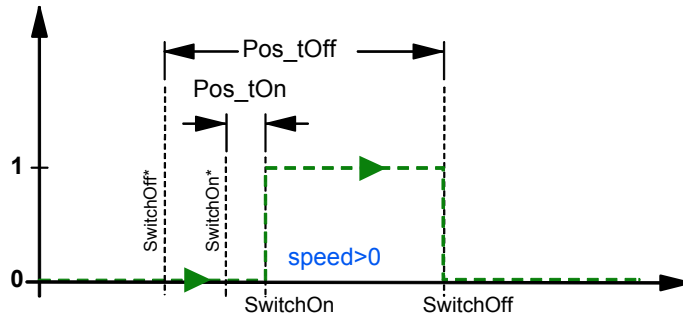 Pos_tOff
Pos_tOn
1
SwitchOff*
SwitchOn*
speed>0
0
SwitchOn
SwitchOff